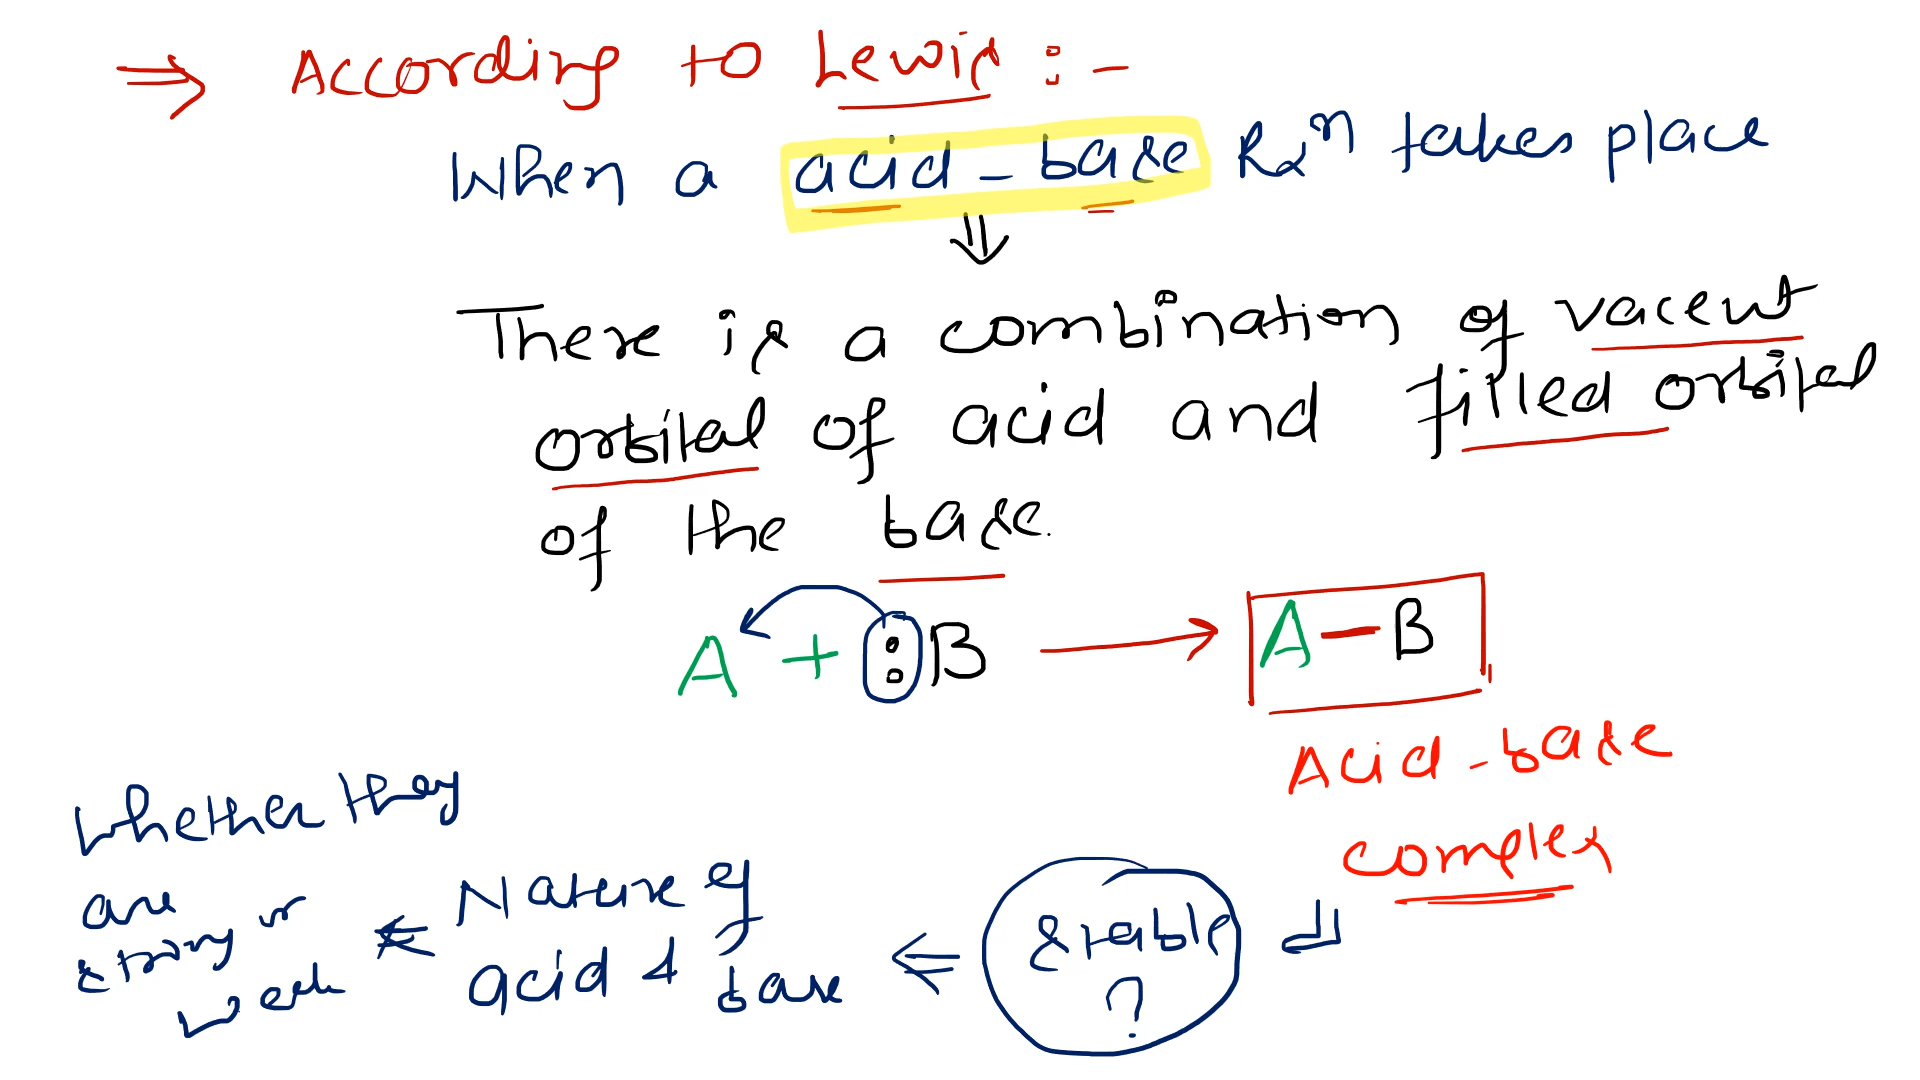 ⇒ According to Lewis :-
When a acid - base Rxⁿ takes place
⇓
There is a combination of vacent
orbital of acid and filled orbital
of the base.
A + :B ⟶ A—B
Acid - base
complex
⇓
stable
?
⇐
Nature of
acid & base
⇐
Whether they
are
strong or
weak